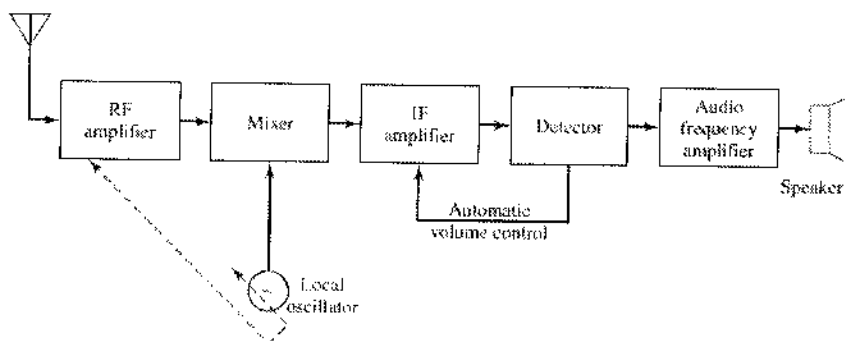 RF
amplifier
Mixer
IF
amplifier
Detector
Audio
frequency
amplifier
Speaker
Automatic
volume control
Local
oscillator